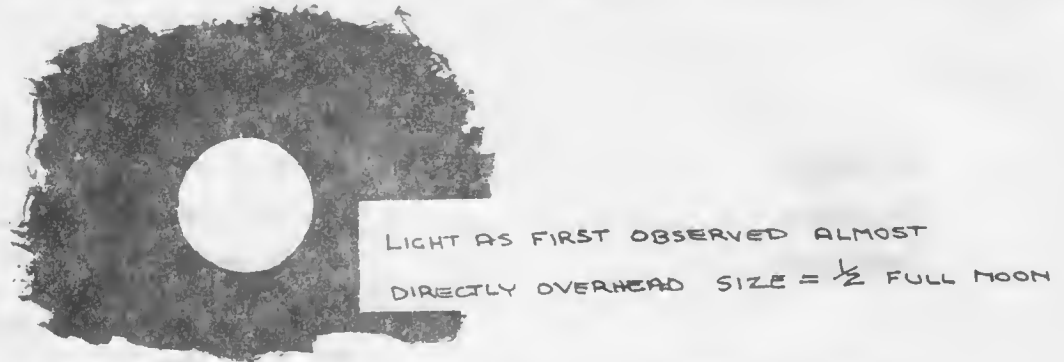 LIGHT AS FIRST OBSERVED ALMOST
DIRECTLY OVERHEAD SIZE = ½ FULL MOON